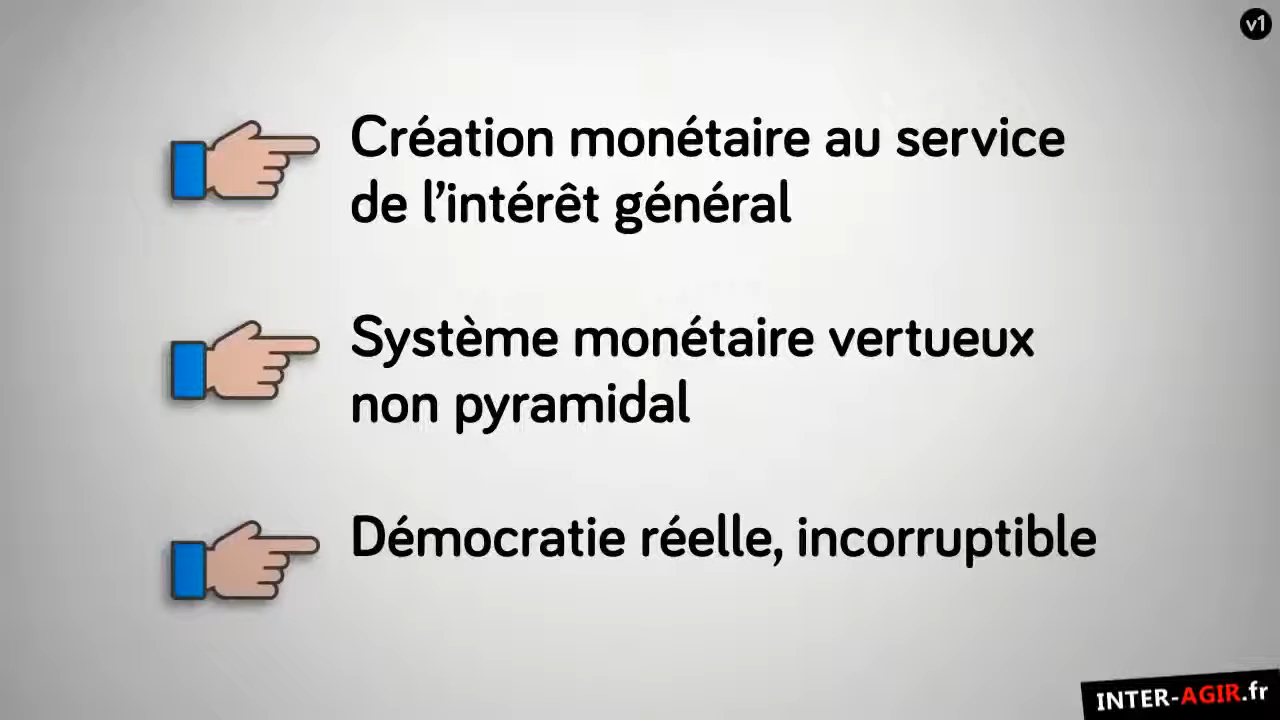 v1
Création monétaire au service
de l’intérêt général
Système monétaire vertueux
non pyramidal
Démocratie réelle, incorruptible
INTER-AGIR.fr